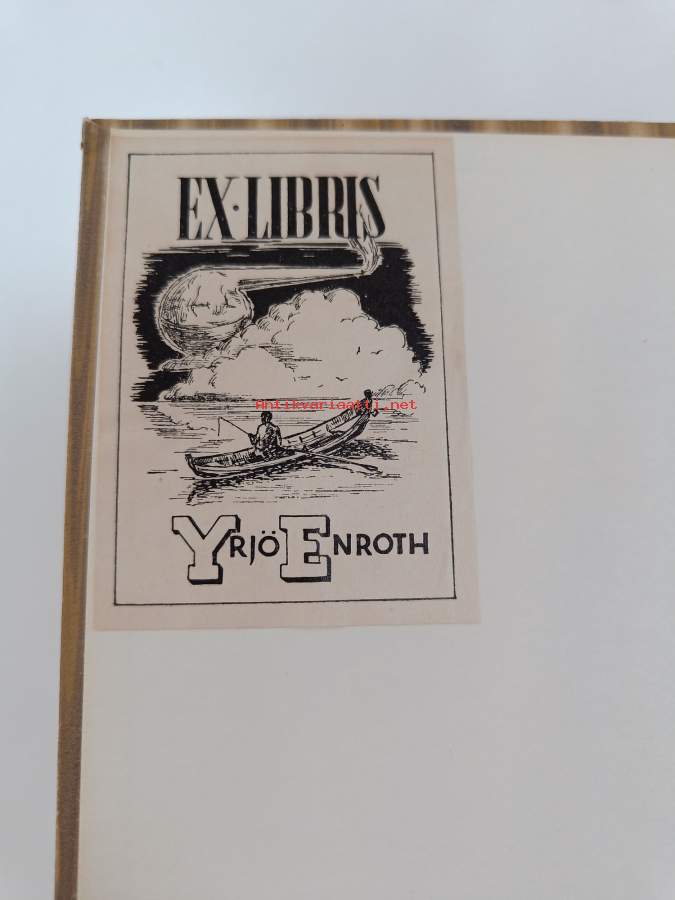 EX·LIBRIS
Antikvariaatti.net
YRJÖ ENROTH